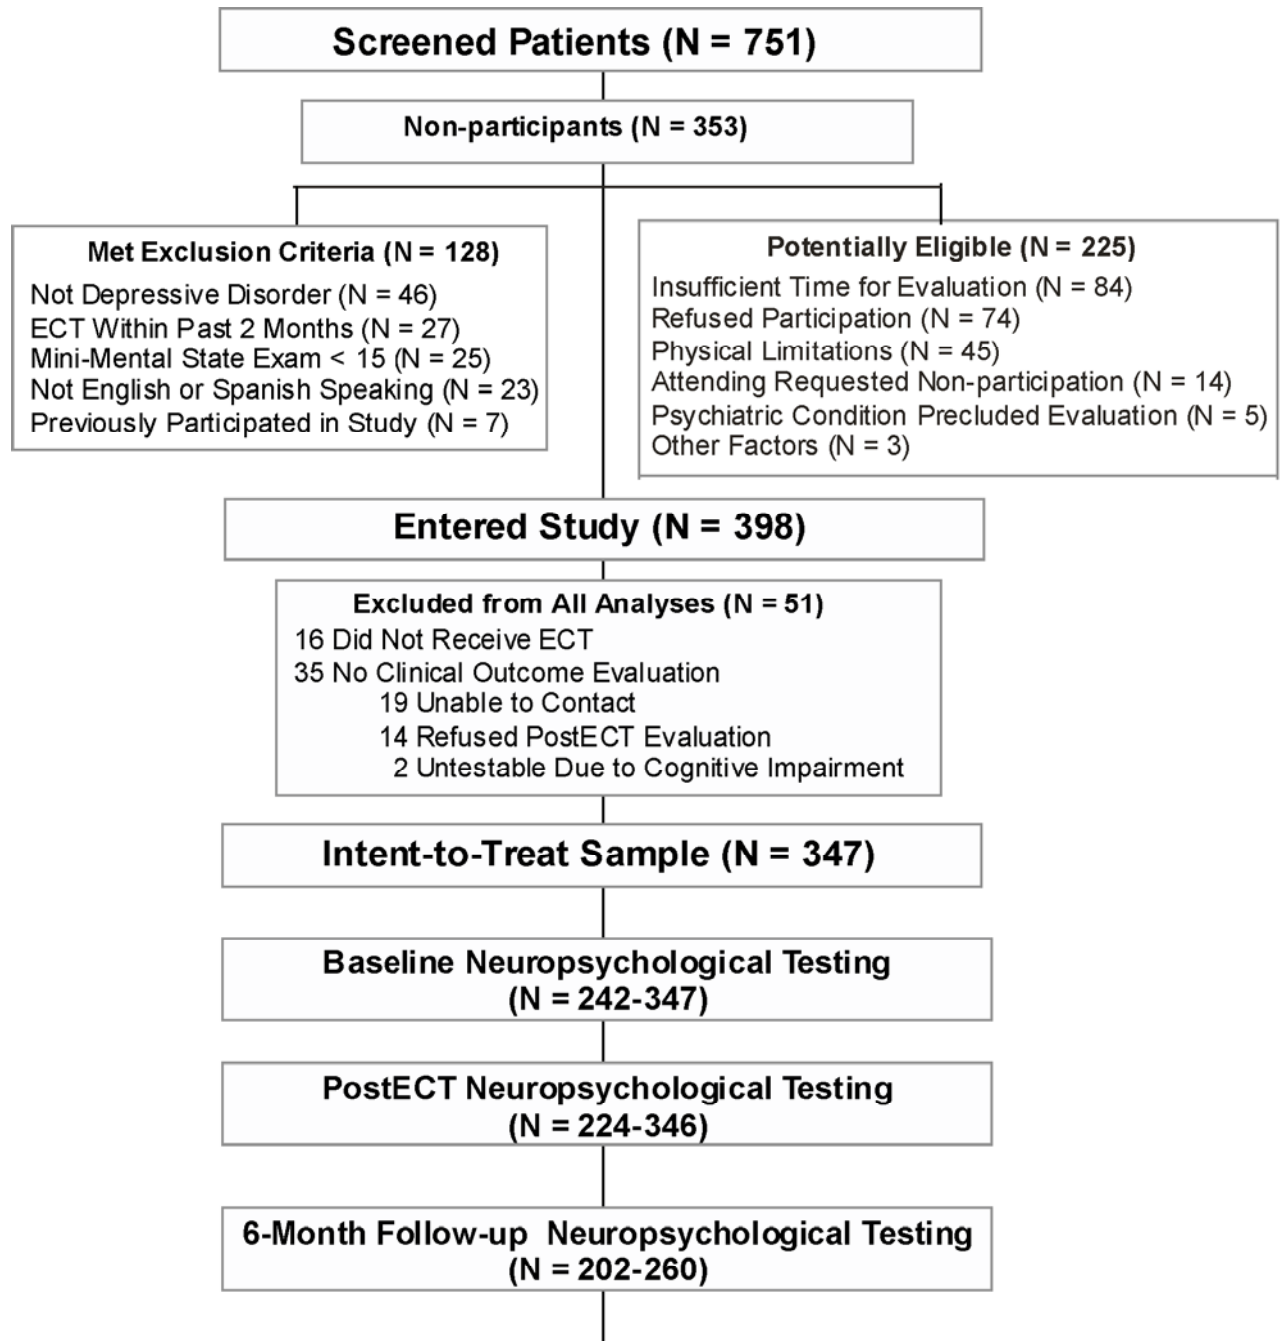 Screened Patients (N = 751)
Non-participants (N = 353)
Met Exclusion Criteria (N = 128)
Not Depressive Disorder (N = 46)
ECT Within Past 2 Months (N = 27)
Mini-Mental State Exam < 15 (N = 25)
Not English or Spanish Speaking (N = 23)
Previously Participated in Study (N = 7)
Potentially Eligible (N = 225)
Insufficient Time for Evaluation (N = 84)
Refused Participation (N = 74)
Physical Limitations (N = 45)
Attending Requested Non-participation (N = 14)
Psychiatric Condition Precluded Evaluation (N = 5)
Other Factors (N = 3)
Entered Study (N = 398)
Excluded from All Analyses (N = 51)
16 Did Not Receive ECT
35 No Clinical Outcome Evaluation
19 Unable to Contact
14 Refused PostECT Evaluation
2 Untestable Due to Cognitive Impairment
Intent-to-Treat Sample (N = 347)
Baseline Neuropsychological Testing
(N = 242-347)
PostECT Neuropsychological Testing
(N = 224-346)
6-Month Follow-up Neuropsychological Testing
(N = 202-260)